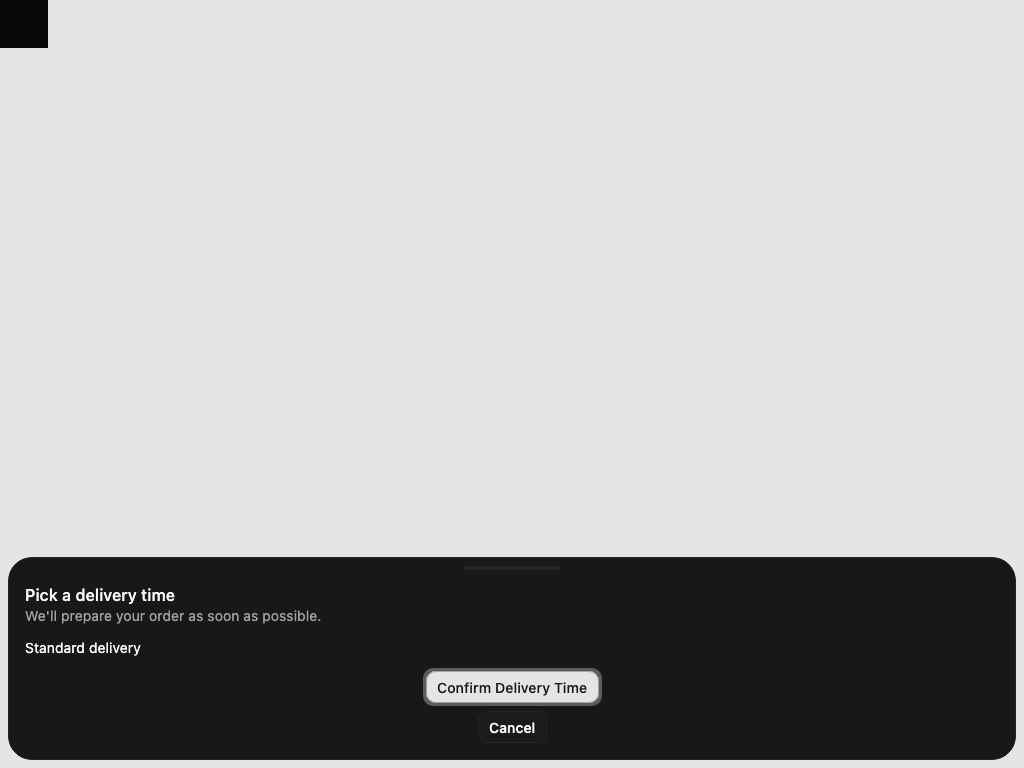 Pick a delivery time
We'll prepare your order as soon as possible.
Standard delivery
Confirm Delivery Time
Cancel